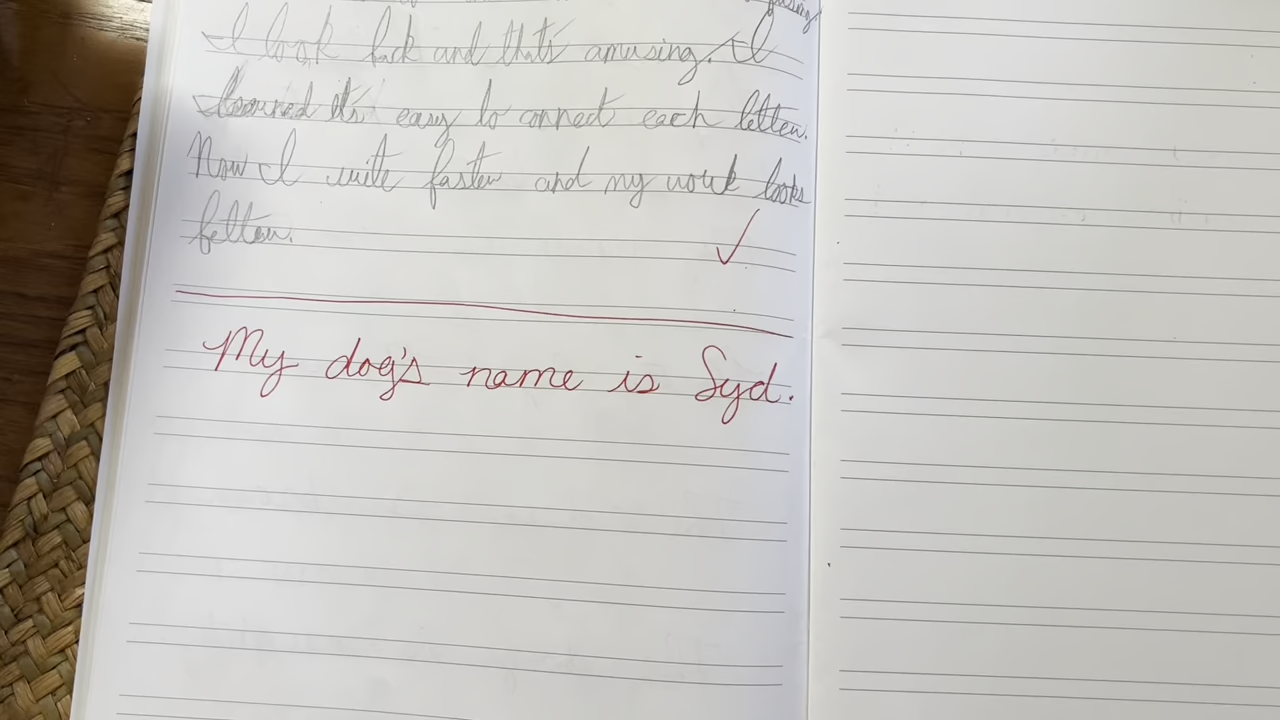 I look back and that's amusing. I
learned it's easy to connect each letter.
Now I write faster and my work looks
better.
My dog's name is Syd.